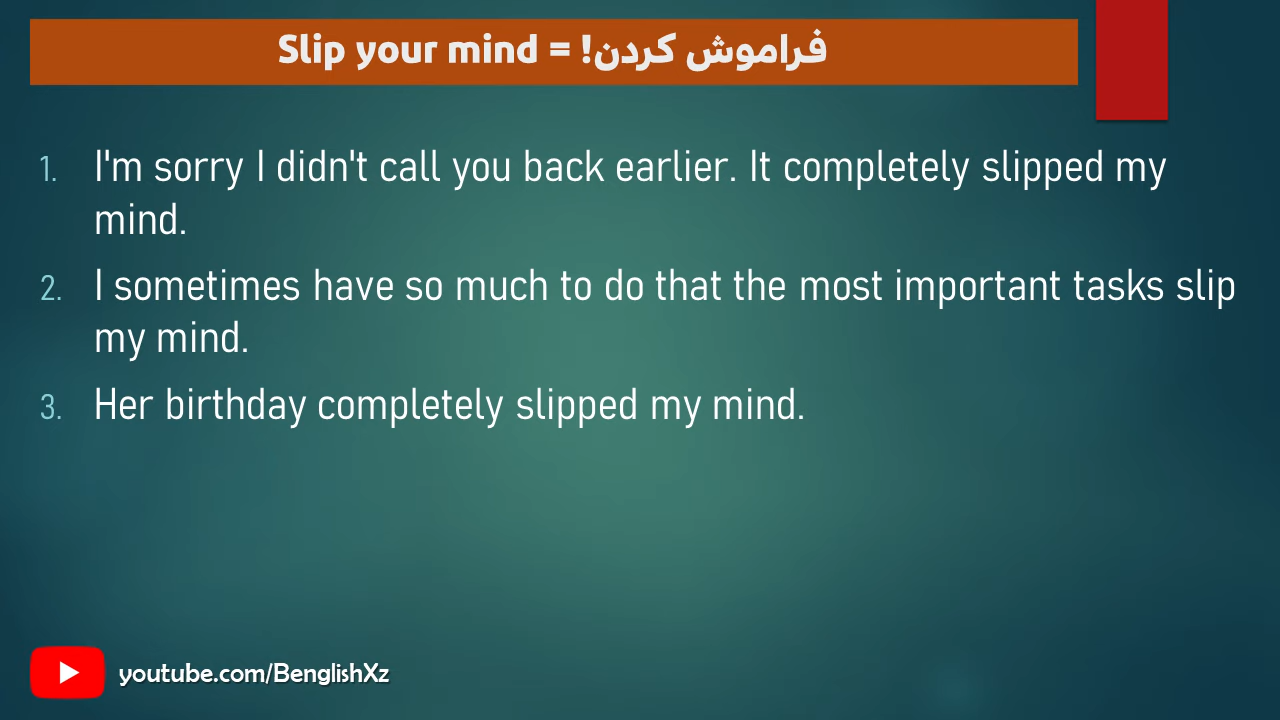 Slip your mind = فراموش کردن!
1. I'm sorry I didn't call you back earlier. It completely slipped my
mind.
2. I sometimes have so much to do that the most important tasks slip
my mind.
3. Her birthday completely slipped my mind.
youtube.com/BenglishXz